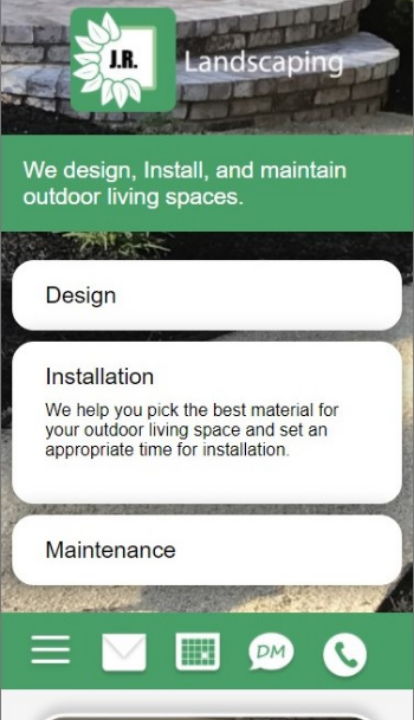 J.R.
Landscaping
We design, Install, and maintain
outdoor living spaces.
Design
Installation
We help you pick the best material for
your outdoor living space and set an
appropriate time for installation.
Maintenance
DM